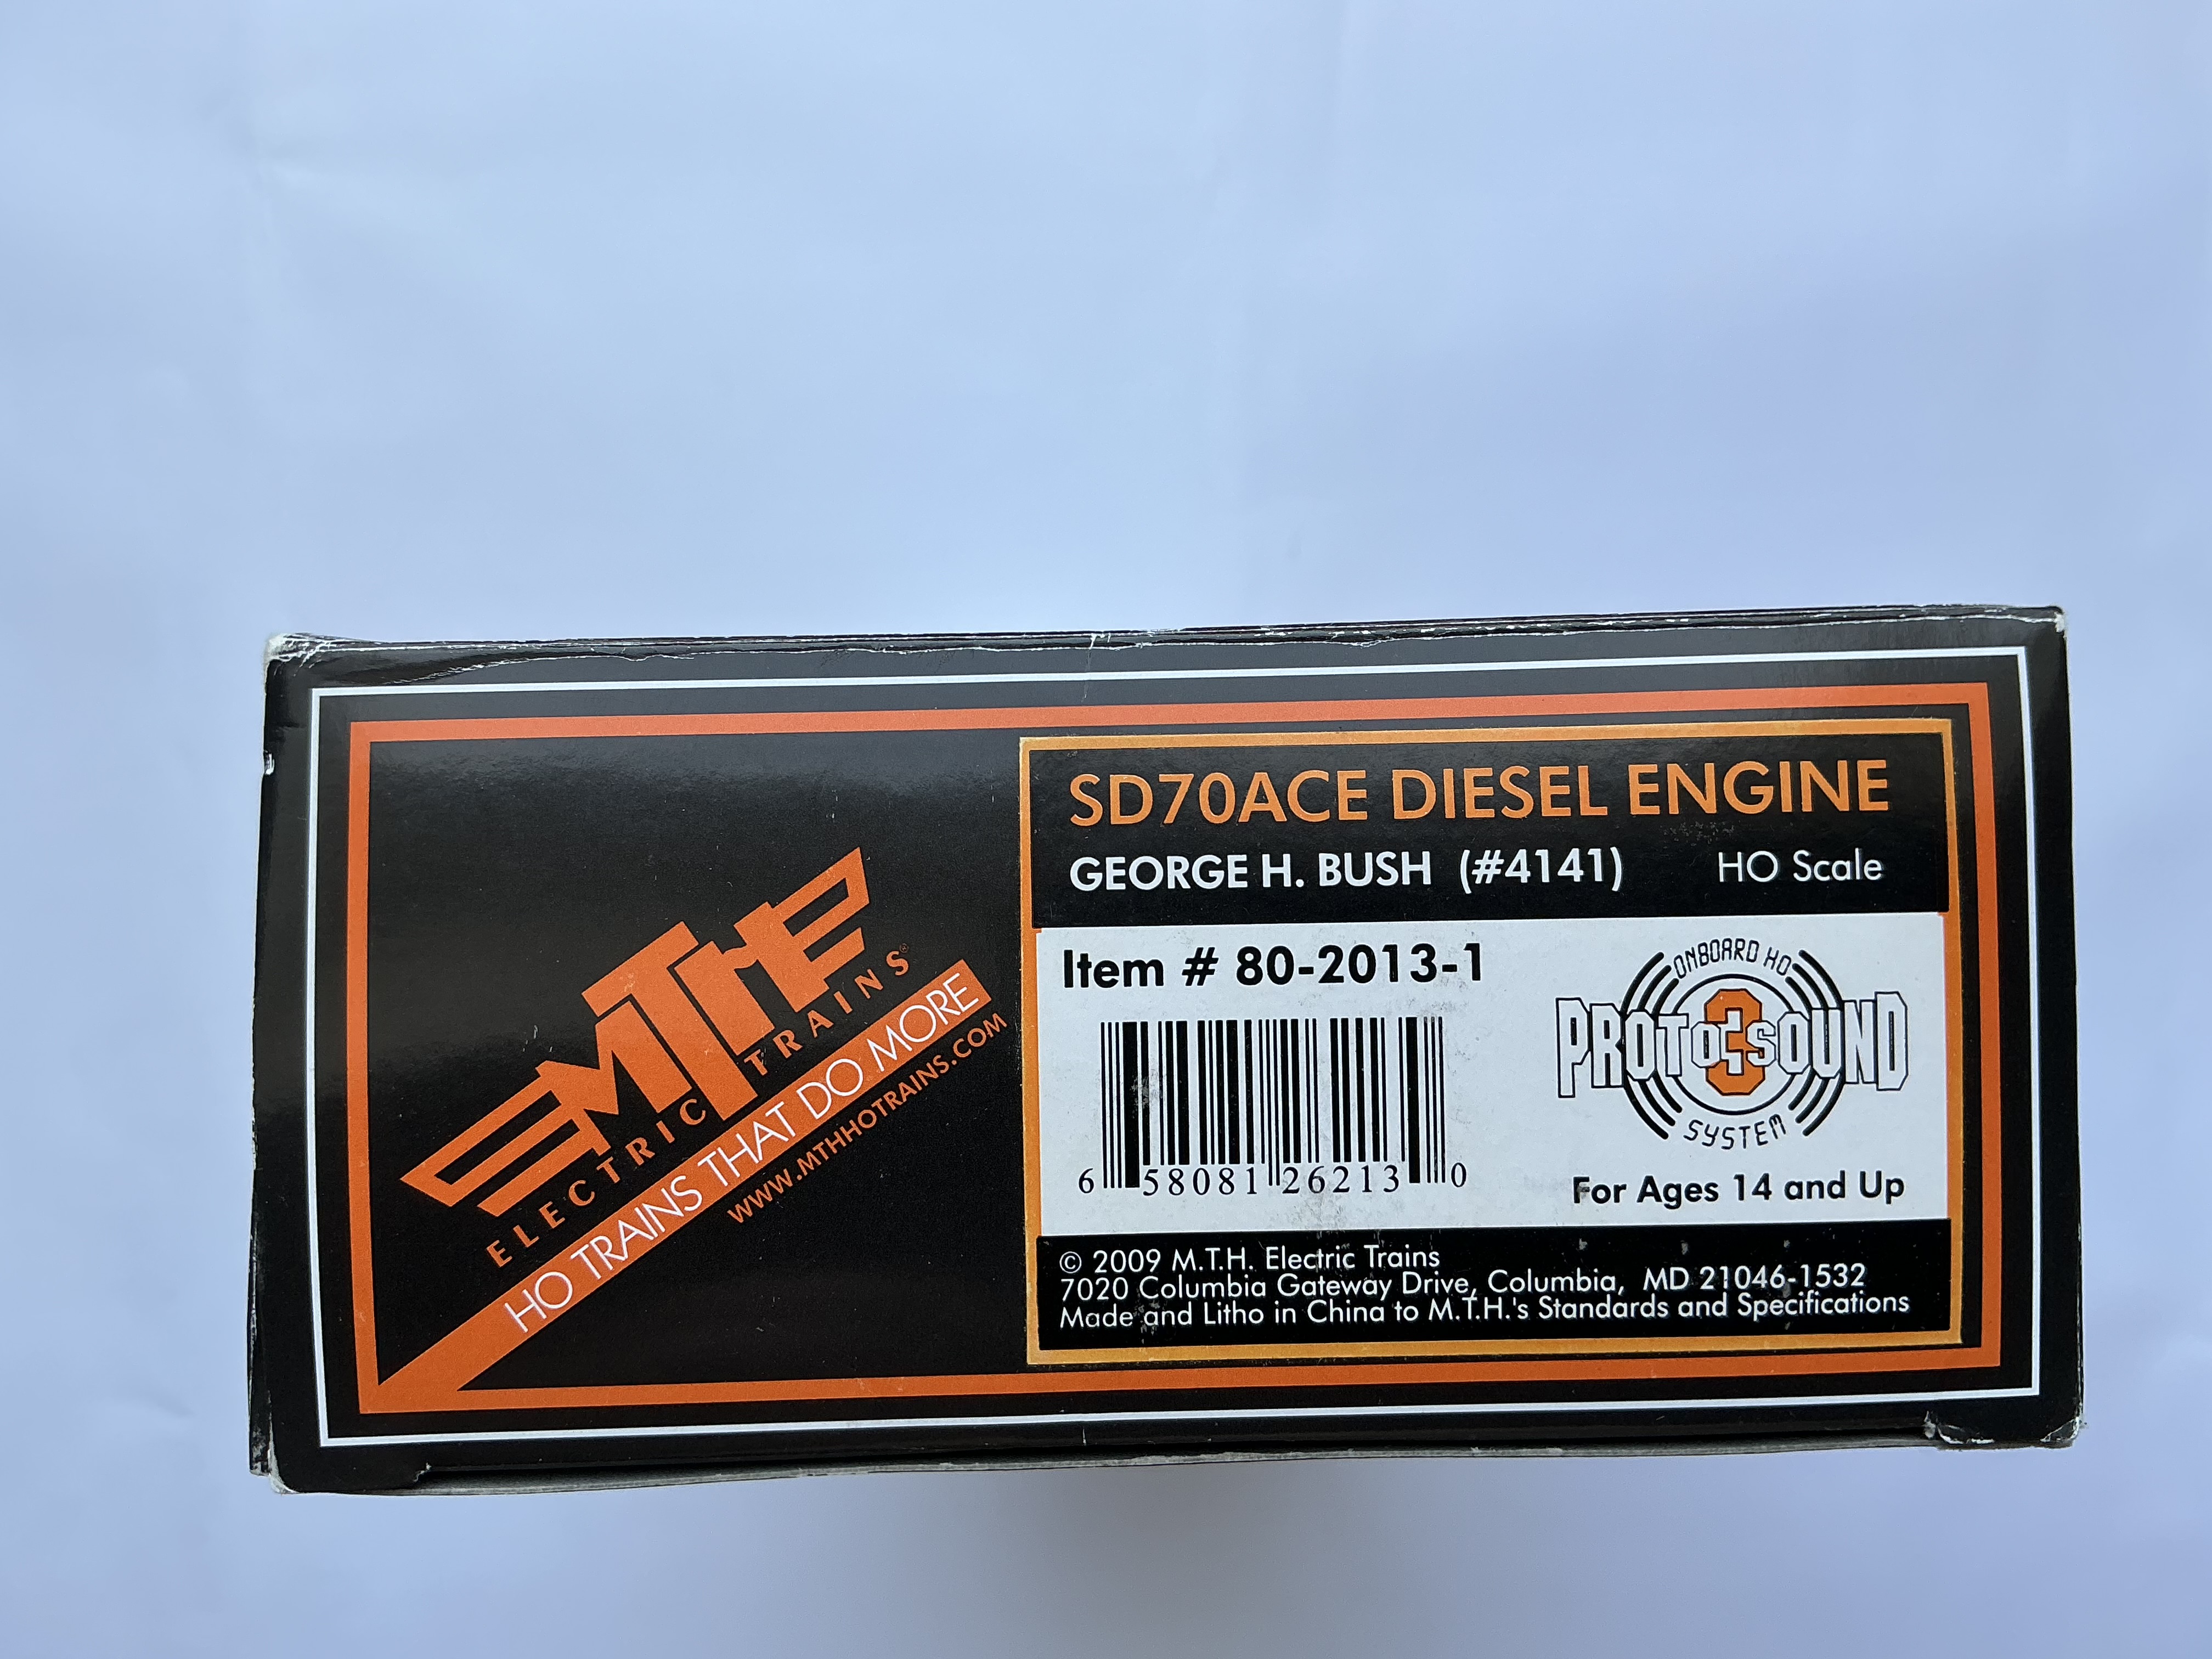 MTH
ELECTRIC TRAINS®
HO TRAINS THAT DO MORE
WWW.MTHHOTRAINS.COM
SD70ACE DIESEL ENGINE
GEORGE H. BUSH (#4141) HO Scale
Item # 80-2013-1
6 58081 26213 0
ONBOARD HO
PROTO 3 SOUND
SYSTEM
For Ages 14 and Up
© 2009 M.T.H. Electric Trains
7020 Columbia Gateway Drive, Columbia, MD 21046-1532
Made and Litho in China to M.T.H.'s Standards and Specifications